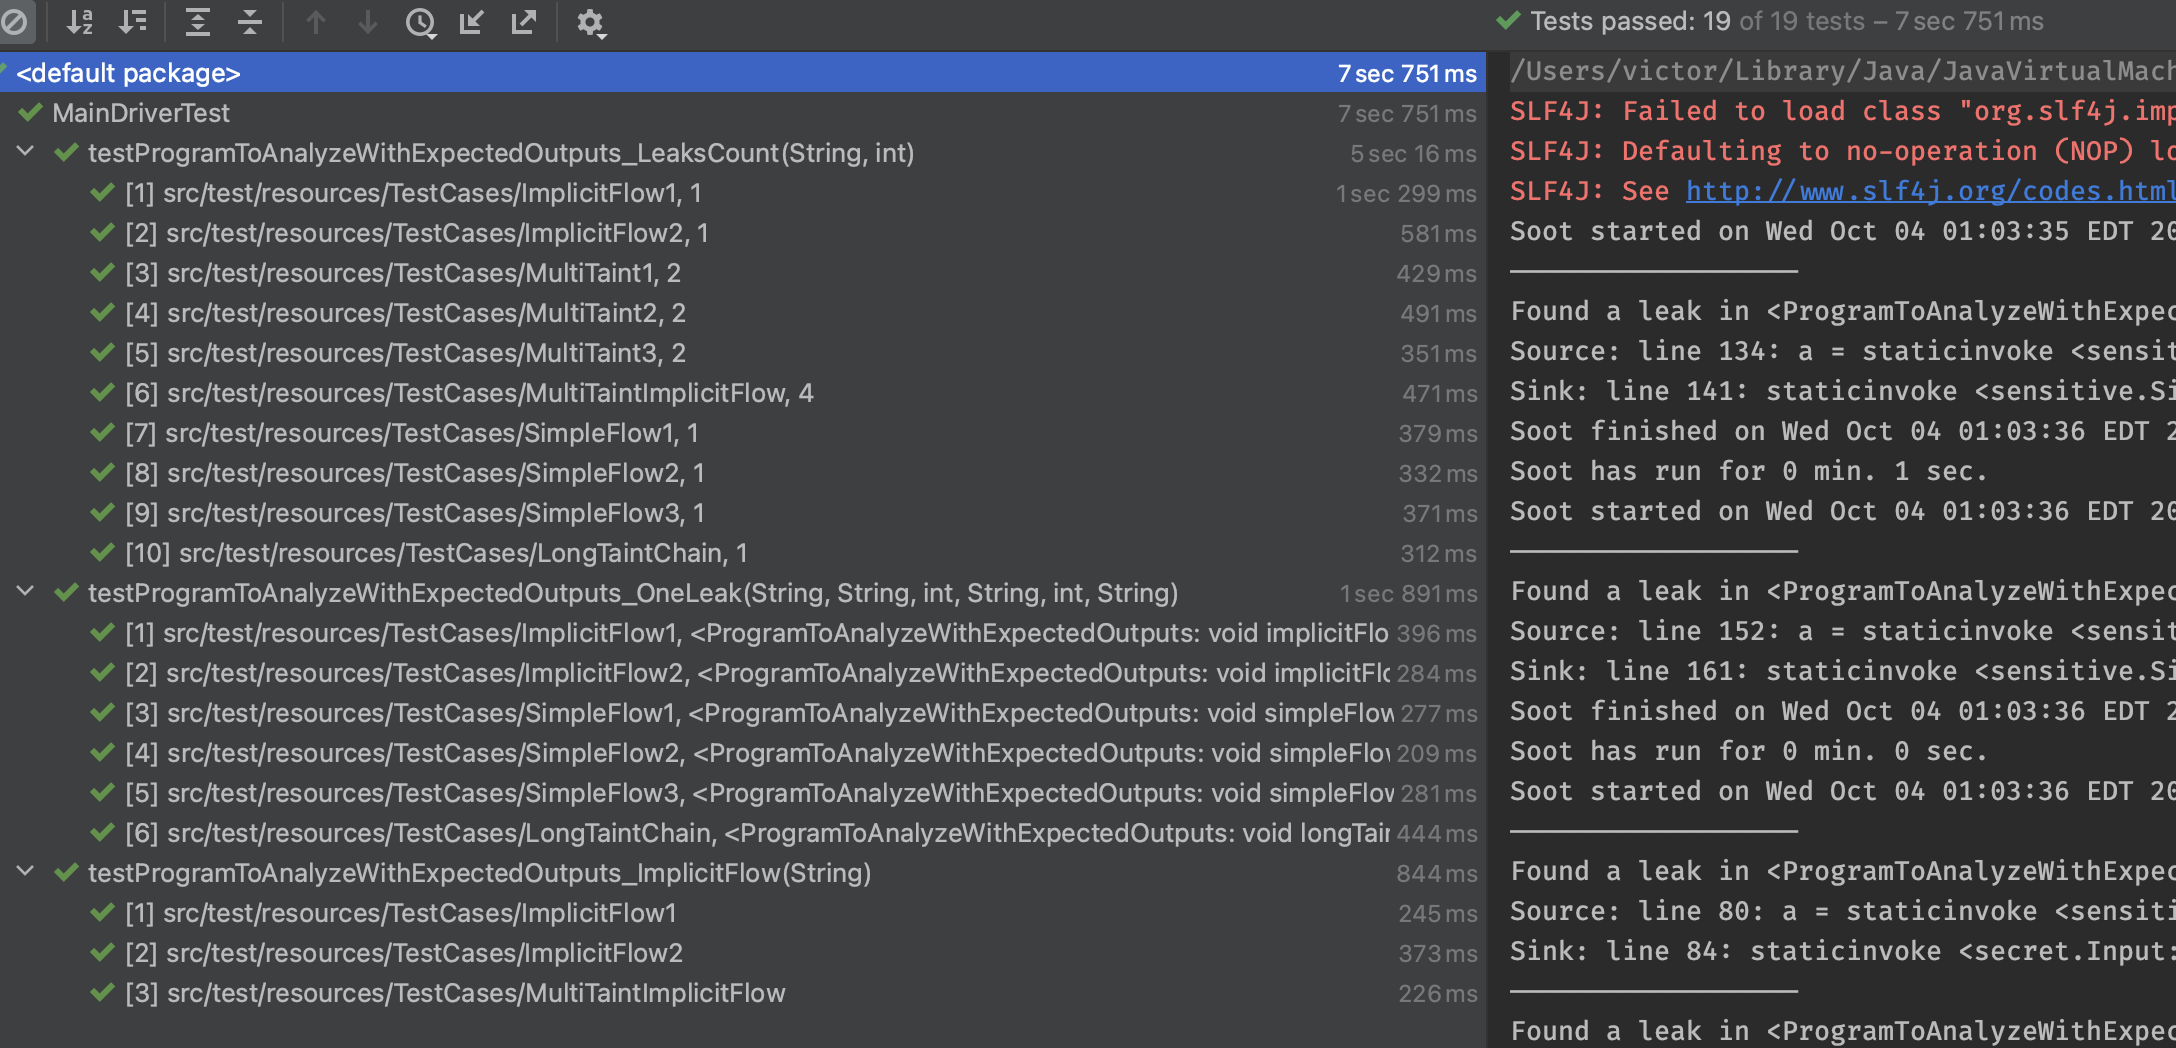 Tests passed: 19 of 19 tests – 7 sec 751 ms
<default package> 7 sec 751 ms
MainDriverTest 7 sec 751 ms
testProgramToAnalyzeWithExpectedOutputs_LeaksCount(String, int) 5 sec 16 ms
[1] src/test/resources/TestCases/ImplicitFlow1, 1 1 sec 299 ms
[2] src/test/resources/TestCases/ImplicitFlow2, 1 581 ms
[3] src/test/resources/TestCases/MultiTaint1, 2 429 ms
[4] src/test/resources/TestCases/MultiTaint2, 2 491 ms
[5] src/test/resources/TestCases/MultiTaint3, 2 351 ms
[6] src/test/resources/TestCases/MultiTaintImplicitFlow, 4 471 ms
[7] src/test/resources/TestCases/SimpleFlow1, 1 379 ms
[8] src/test/resources/TestCases/SimpleFlow2, 1 332 ms
[9] src/test/resources/TestCases/SimpleFlow3, 1 371 ms
[10] src/test/resources/TestCases/LongTaintChain, 1 312 ms
testProgramToAnalyzeWithExpectedOutputs_OneLeak(String, String, int, String, int, String) 1 sec 891 ms
[1] src/test/resources/TestCases/ImplicitFlow1, <ProgramToAnalyzeWithExpectedOutputs: void implicitFlo 396 ms
[2] src/test/resources/TestCases/ImplicitFlow2, <ProgramToAnalyzeWithExpectedOutputs: void implicitFlo 284 ms
[3] src/test/resources/TestCases/SimpleFlow1, <ProgramToAnalyzeWithExpectedOutputs: void simpleFlow 277 ms
[4] src/test/resources/TestCases/SimpleFlow2, <ProgramToAnalyzeWithExpectedOutputs: void simpleFlow 209 ms
[5] src/test/resources/TestCases/SimpleFlow3, <ProgramToAnalyzeWithExpectedOutputs: void simpleFlow 281 ms
[6] src/test/resources/TestCases/LongTaintChain, <ProgramToAnalyzeWithExpectedOutputs: void longTain 444 ms
testProgramToAnalyzeWithExpectedOutputs_ImplicitFlow(String) 844 ms
[1] src/test/resources/TestCases/ImplicitFlow1 245 ms
[2] src/test/resources/TestCases/ImplicitFlow2 373 ms
[3] src/test/resources/TestCases/MultiTaintImplicitFlow 226 ms
/Users/victor/Library/Java/JavaVirtualMach
SLF4J: Failed to load class "org.slf4j.imp
SLF4J: Defaulting to no-operation (NOP) lo
SLF4J: See http://www.slf4j.org/codes.html
Soot started on Wed Oct 04 01:03:35 EDT 20
Found a leak in <ProgramToAnalyzeWithExpec
Source: line 134: a = staticinvoke <sensit
Sink: line 141: staticinvoke <sensitive.Si
Soot finished on Wed Oct 04 01:03:36 EDT 2
Soot has run for 0 min. 1 sec.
Soot started on Wed Oct 04 01:03:36 EDT 20
Found a leak in <ProgramToAnalyzeWithExpec
Source: line 152: a = staticinvoke <sensit
Sink: line 161: staticinvoke <sensitive.Si
Soot finished on Wed Oct 04 01:03:36 EDT 2
Soot has run for 0 min. 0 sec.
Soot started on Wed Oct 04 01:03:36 EDT 20
Found a leak in <ProgramToAnalyzeWithExpec
Source: line 80: a = staticinvoke <sensiti
Sink: line 84: staticinvoke <secret.Input:
Found a leak in <ProgramToAnalyzeWithExpec